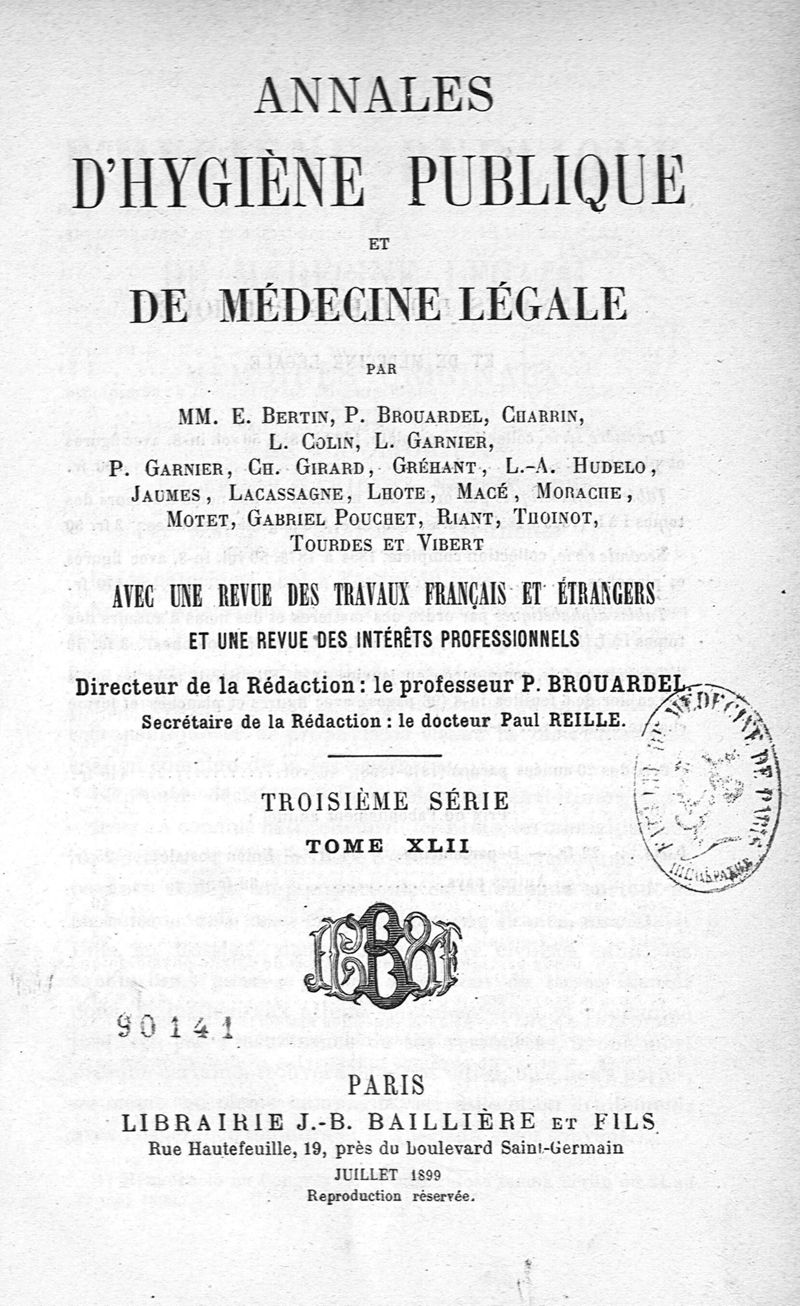 ANNALES
D'HYGIÈNE PUBLIQUE
ET
DE MÉDECINE LÉGALE
PAR
MM. E. BERTIN, P. BROUARDEL, CHARRIN,
L. COLIN, L. GARNIER,
P. GARNIER, CH. GIRARD, GRÉHANT, L.-A. HUDELO,
JAUMES, LACASSAGNE, LHOTE, MACÉ, MORACHE,
MOTET, GABRIEL POUCHET, RIANT, THOINOT,
TOURDES ET VIBERT
AVEC UNE REVUE DES TRAVAUX FRANÇAIS ET ÉTRANGERS
ET UNE REVUE DES INTÉRÊTS PROFESSIONNELS
Directeur de la Rédaction : le professeur P. BROUARDEL.
Secrétaire de la Rédaction : le docteur Paul REILLE.
DE MÉDECINE DE PARIS
TROISIÈME SÉRIE
TOME XLII
90141
PARIS
LIBRAIRIE J.-B. BAILLIÈRE ET FILS
Rue Hautefeuille, 19, près du boulevard Saint-Germain
JUILLET 1899
Reproduction réservée.